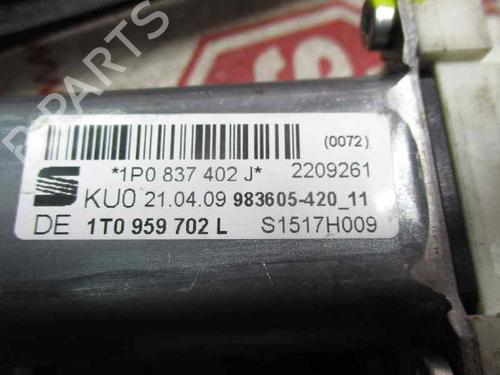 B-PARTS
(0072)
*1P0 837 402 J* 2209261
KU0 21.04.09 983605-420_11
DE 1T0 959 702 L S1517H009